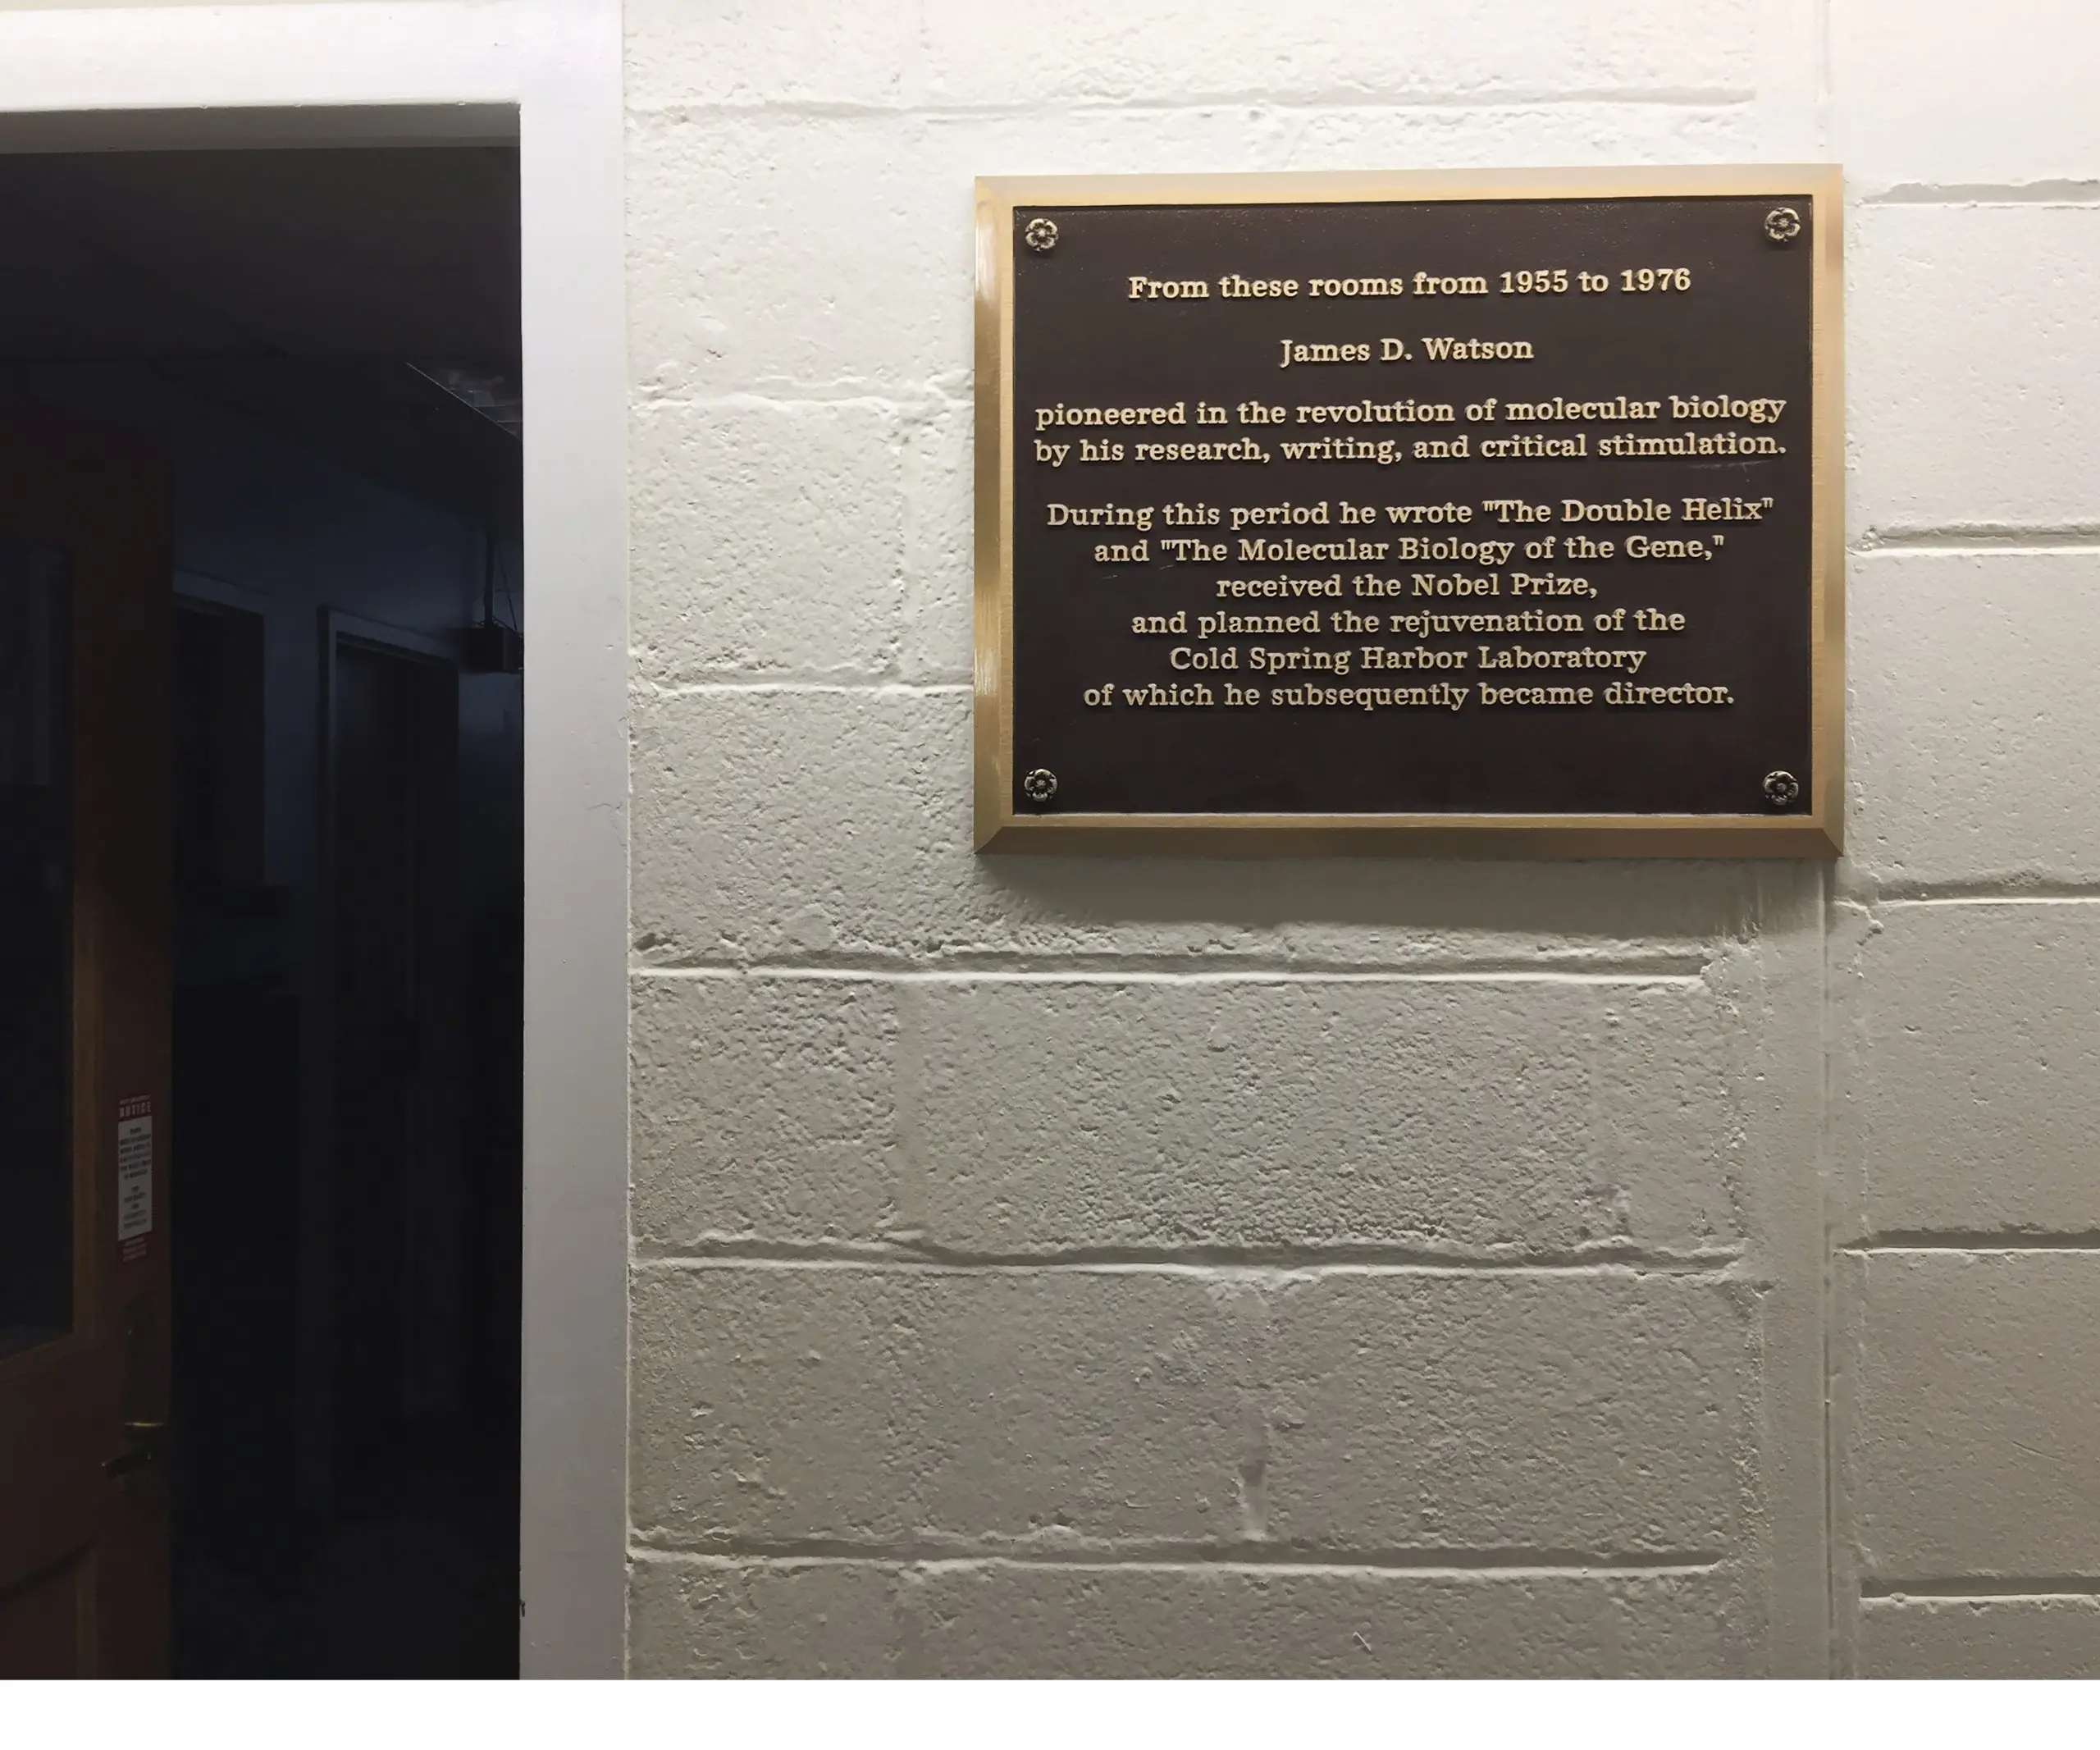 From these rooms from 1955 to 1976
James D. Watson
pioneered in the revolution of molecular biology
by his research, writing, and critical stimulation.
During this period he wrote "The Double Helix"
and "The Molecular Biology of the Gene,"
received the Nobel Prize,
and planned the rejuvenation of the
Cold Spring Harbor Laboratory
of which he subsequently became director.
NOTICE